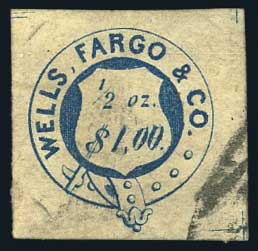 WELLS, FARGO & CO.
1/2 oz.
$1,00.